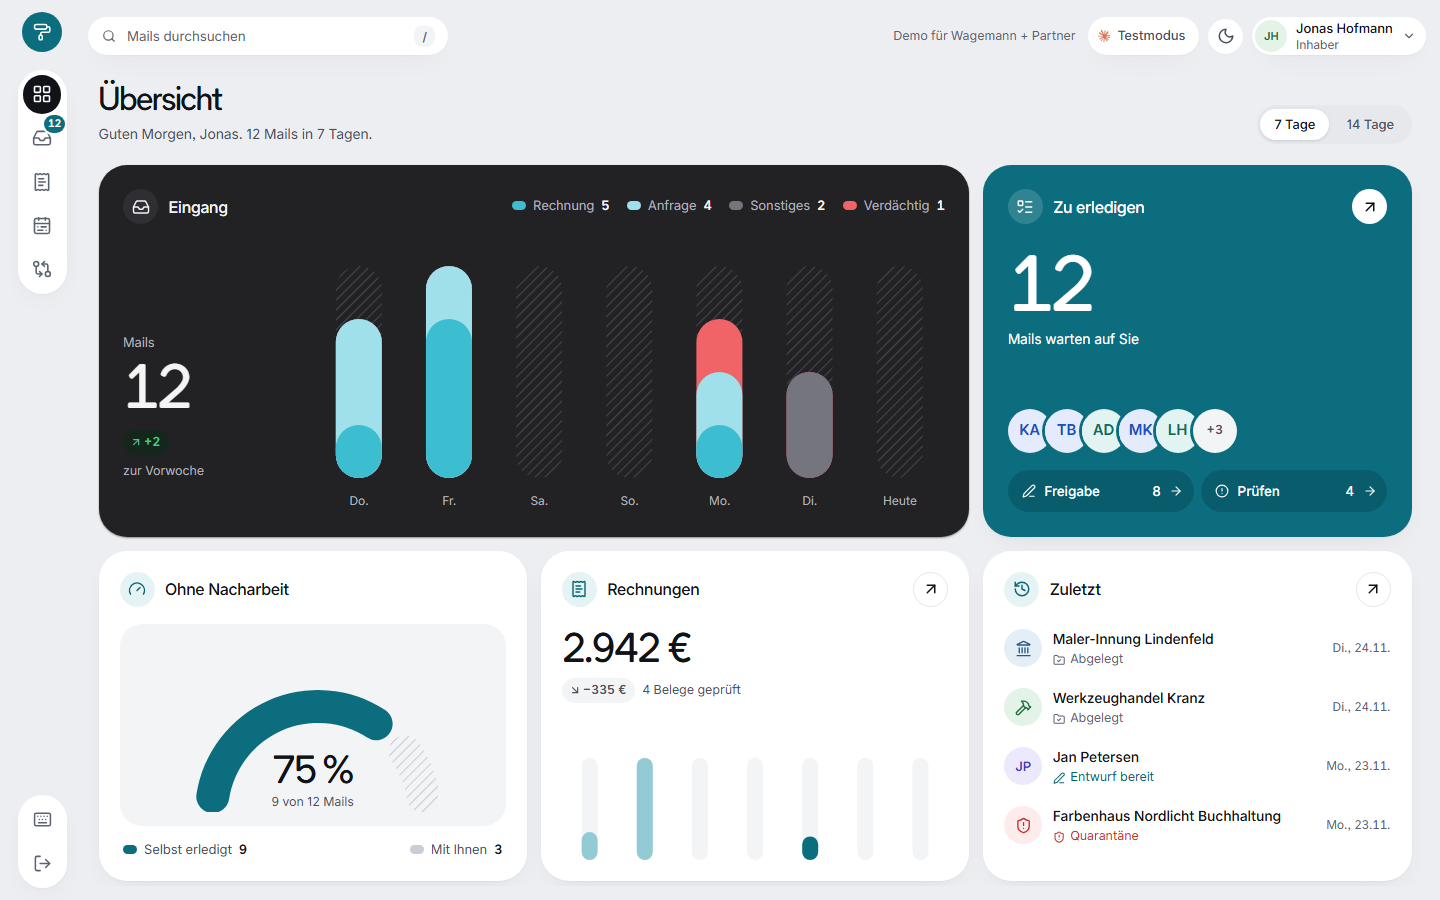 Mails durchsuchen
/
Demo für Wagemann + Partner
Testmodus
JH
Jonas Hofmann
Inhaber
12
Übersicht
Guten Morgen, Jonas. 12 Mails in 7 Tagen.
7 Tage
14 Tage
Eingang
Rechnung 5
Anfrage 4
Sonstiges 2
Verdächtig 1
Mails
12
+2
zur Vorwoche
Do.
Fr.
Sa.
So.
Mo.
Di.
Heute
Zu erledigen
12
Mails warten auf Sie
KA
TB
AD
MK
LH
+3
Freigabe 8
Prüfen 4
Ohne Nacharbeit
75 %
9 von 12 Mails
Selbst erledigt 9
Mit Ihnen 3
Rechnungen
2.942 €
−335 €
4 Belege geprüft
Zuletzt
Maler-Innung Lindenfeld
Abgelegt
Di., 24.11.
Werkzeughandel Kranz
Abgelegt
Di., 24.11.
JP
Jan Petersen
Entwurf bereit
Mo., 23.11.
Farbenhaus Nordlicht Buchhaltung
Quarantäne
Mo., 23.11.